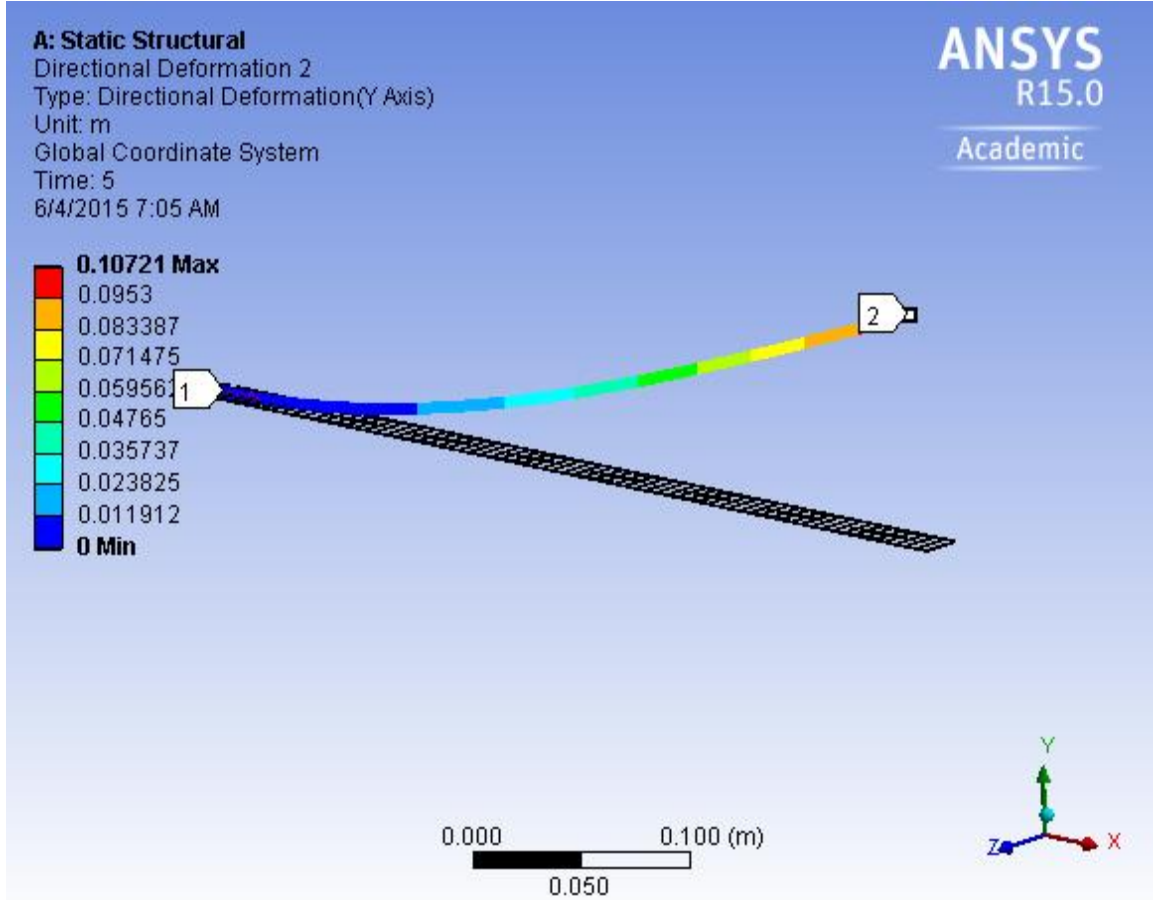 A: Static Structural
Directional Deformation 2
Type: Directional Deformation(Y Axis)
Unit: m
Global Coordinate System
Time: 5
6/4/2015 7:05 AM
ANSYS
R15.0
Academic
0.10721 Max
0.0953
0.083387
0.071475
0.059562
0.04765
0.035737
0.023825
0.011912
0 Min
1
2
0.000
0.100 (m)
0.050
Y
Z
X